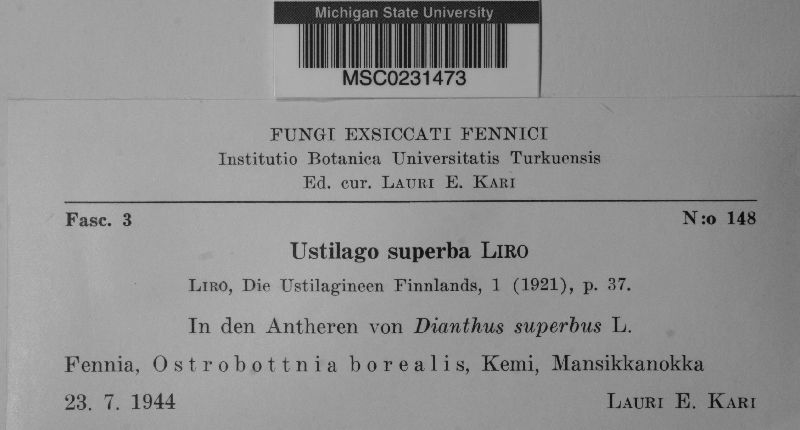 Michigan State University
MSC0231473
FUNGI EXSICCATI FENNICI
Institutio Botanica Universitatis Turkuensis
Ed. cur. LAURI E. KARI
Fasc. 3 N:o 148
Ustilago superba LIRO
LIRO, Die Ustilagineen Finnlands, 1 (1921), p. 37.
In den Antheren von Dianthus superbus L.
Fennia, Ostrobottnia borealis, Kemi, Mansikkanokka
23. 7. 1944 LAURI E. KARI